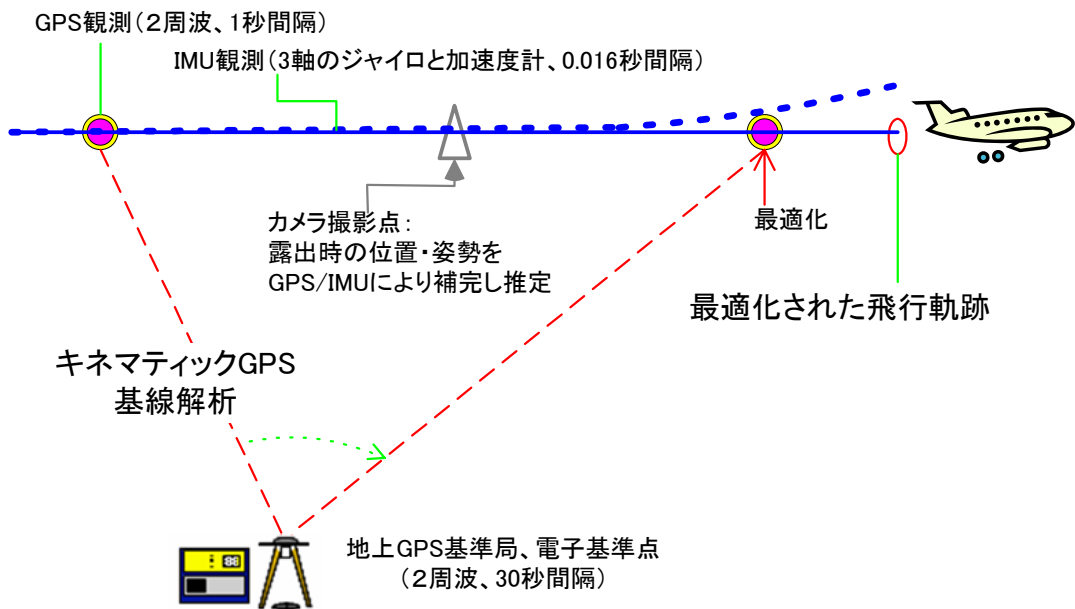 GPS観測（２周波、1秒間隔）
IMU観測（3軸のジャイロと加速度計、0.016秒間隔）
カメラ撮影点：
露出時の位置・姿勢を
GPS/IMUにより補完し推定
最適化
最適化された飛行軌跡
キネマティックGPS
基線解析
地上GPS基準局、電子基準点
（２周波、30秒間隔）